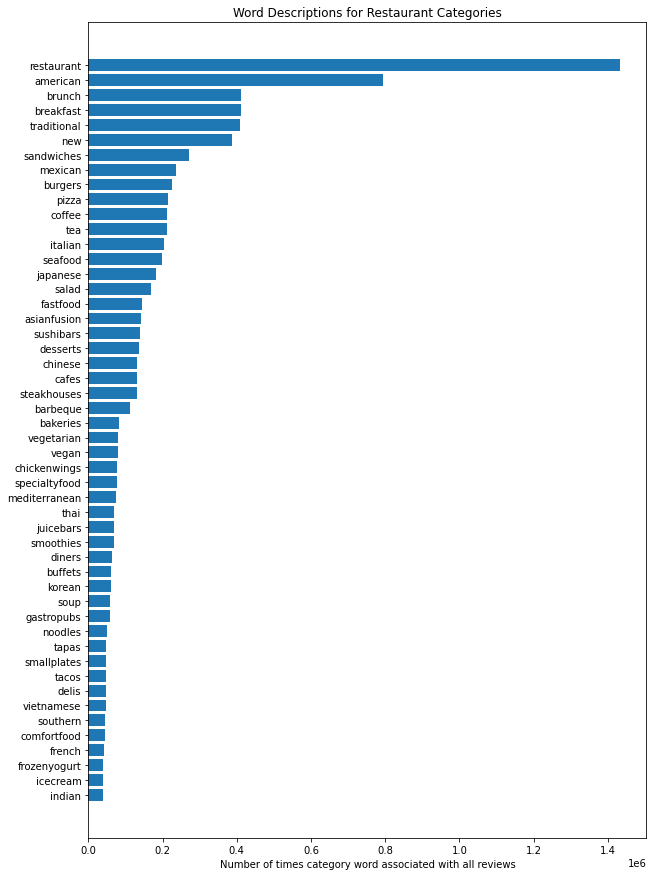 Word Descriptions for Restaurant Categories
restaurant
american
brunch
breakfast
traditional
new
sandwiches
mexican
burgers
pizza
coffee
tea
italian
seafood
japanese
salad
fastfood
asianfusion
sushibars
desserts
chinese
cafes
steakhouses
barbeque
bakeries
vegetarian
vegan
chickenwings
specialtyfood
mediterranean
thai
juicebars
smoothies
diners
buffets
korean
soup
gastropubs
noodles
tapas
smallplates
tacos
delis
vietnamese
southern
comfortfood
french
frozenyogurt
icecream
indian
0.0 0.2 0.4 0.6 0.8 1.0 1.2 1.4
1e6
Number of times category word associated with all reviews